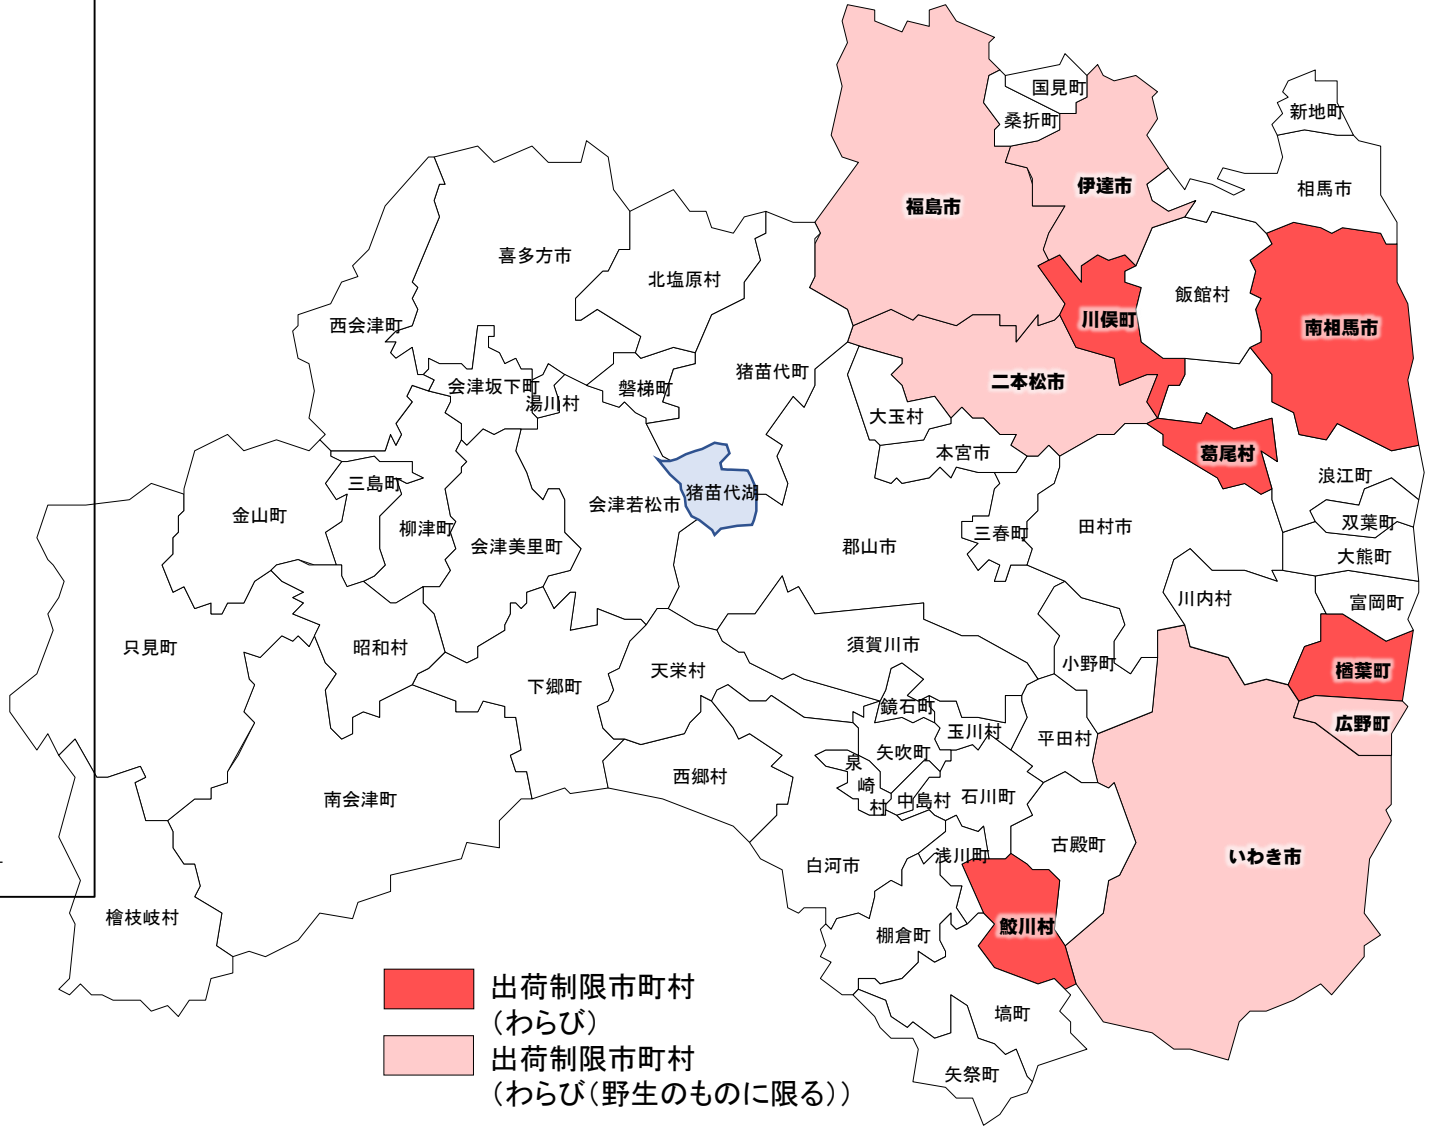 国見町
桑折町
新地町
伊達市
相馬市
福島市
喜多方市
北塩原村
飯館村
西会津町
川俣町
南相馬市
猪苗代町
二本松市
会津坂下町
磐梯町
湯川村
大玉村
本宮市
葛尾村
浪江町
三島町
猪苗代湖
会津若松市
金山町
柳津町
双葉町
田村市
三春町
会津美里町
郡山市
大熊町
川内村
富岡町
只見町
昭和村
須賀川市
小野町
天栄村
楢葉町
下郷町
鏡石町
広野町
玉川村
平田村
矢吹町
泉
崎
村
西郷村
南会津町
中島村
石川町
古殿町
浅川町
いわき市
白河市
檜枝岐村
棚倉町
鮫川村
塙町
矢祭町
出荷制限市町村
（わらび）
出荷制限市町村
（わらび（野生のものに限る））